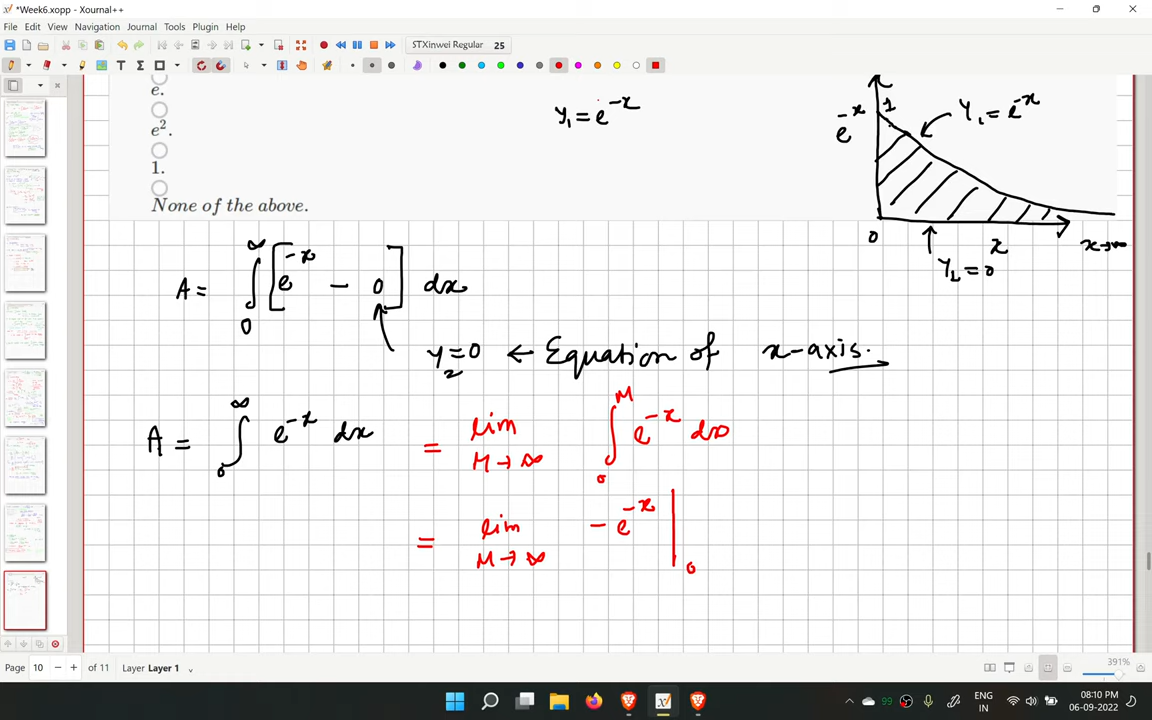 *Week6.xopp - Xournal++
File Edit View Navigation Journal Tools Plugin Help
STXinwei Regular 25
e.
e².
1.
None of the above.
y₁ = e^-x
e^-x
1
y₁ = e^-x
0
x
x→∞
y₂ = 0
A = ∫₀^∞ [e^-x - 0] dx
y₂ = 0 ← Equation of x-axis.
A = ∫₀^∞ e^-x dx = lim M→∞ ∫₀^M e^-x dx
= lim M→∞ -e^-x |₀
Page 10 of 11 Layer Layer 1
391%
99
ENG
IN
08:10 PM
06-09-2022